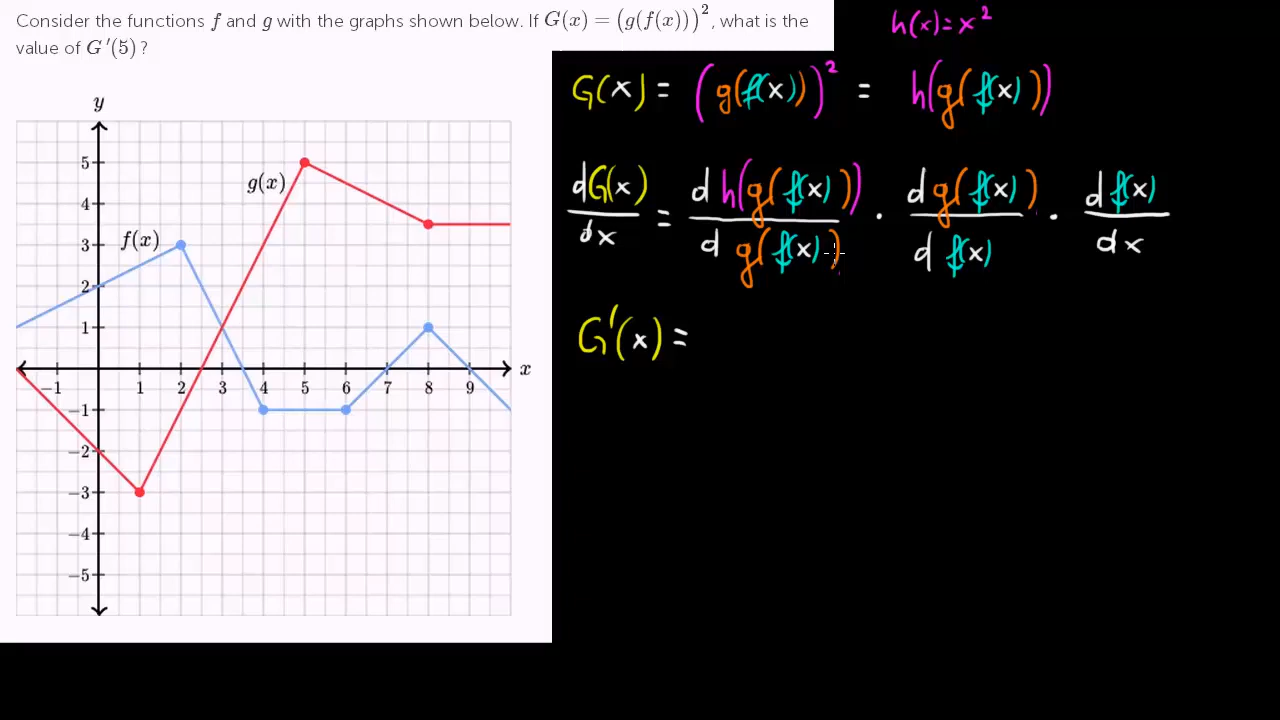 Consider the functions f and g with the graphs shown below. If G(x) = (g(f(x)))², what is the
value of G ′(5) ?
h(x)=x²
G(x) = (g(f(x)))² = h(g(f(x)))
dG(x)/dx = d h(g(f(x)))/d g(f(x)) · d g(f(x))/d f(x) · d f(x)/dx
G′(x) =
y
5
g(x)
4
f(x)
3
2
1
−1 1 2 3 4 5 6 7 8 9 x
−1
−2
−3
−4
−5